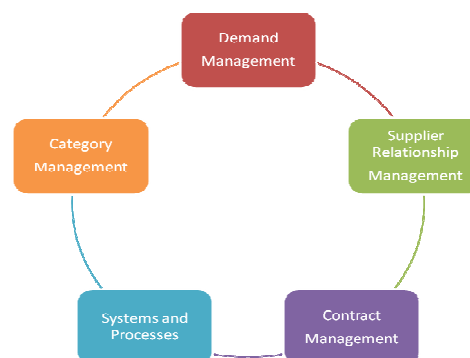 Demand
Management
Supplier
Relationship
Management
Contract
Management
Systems and
Processes
Category
Management